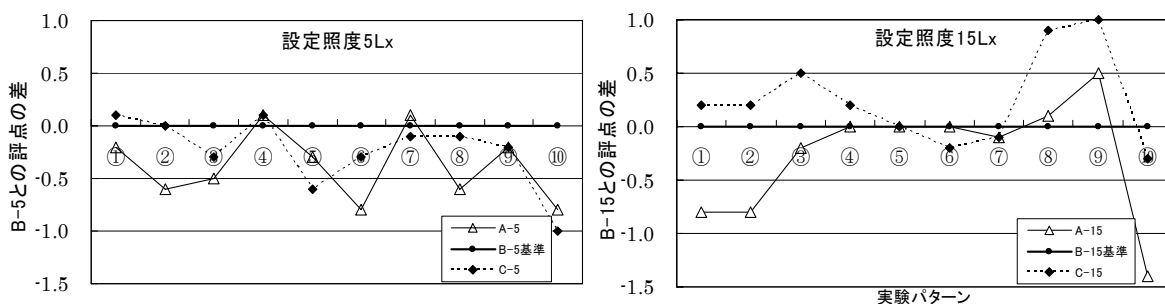 設定照度5Lx
B-5との評点の差
1.0
0.5
0.0
-0.5
-1.0
-1.5
① ② ③ ④ ⑤ ⑥ ⑦ ⑧ ⑨ ⑩
A-5
B-5基準
C-5
設定照度15Lx
B-15との評点の差
1.0
0.5
0.0
-0.5
-1.0
-1.5
① ② ③ ④ ⑤ ⑥ ⑦ ⑧ ⑨ ⑩
A-15
B-15基準
C-15
実験パターン